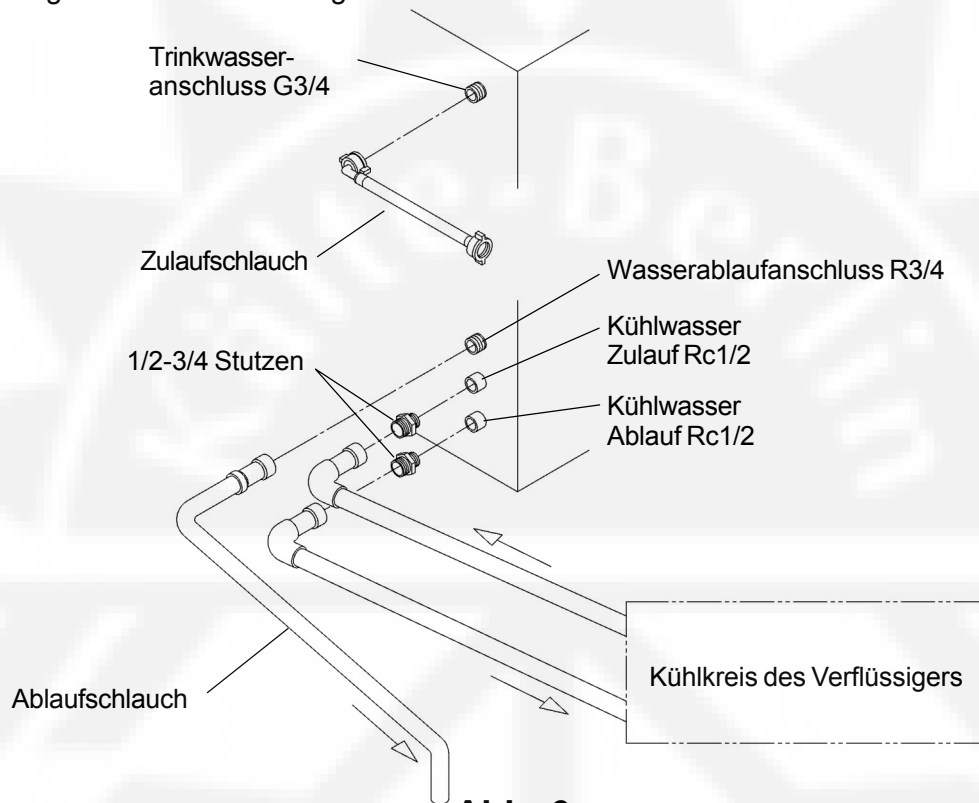 Trinkwasser-
anschluss G3/4
Zulaufschlauch
Wasserablaufanschluss R3/4
1/2-3/4 Stutzen
Kühlwasser
Zulauf Rc1/2
Kühlwasser
Ablauf Rc1/2
Kühlkreis des Verflüssigers
Ablaufschlauch